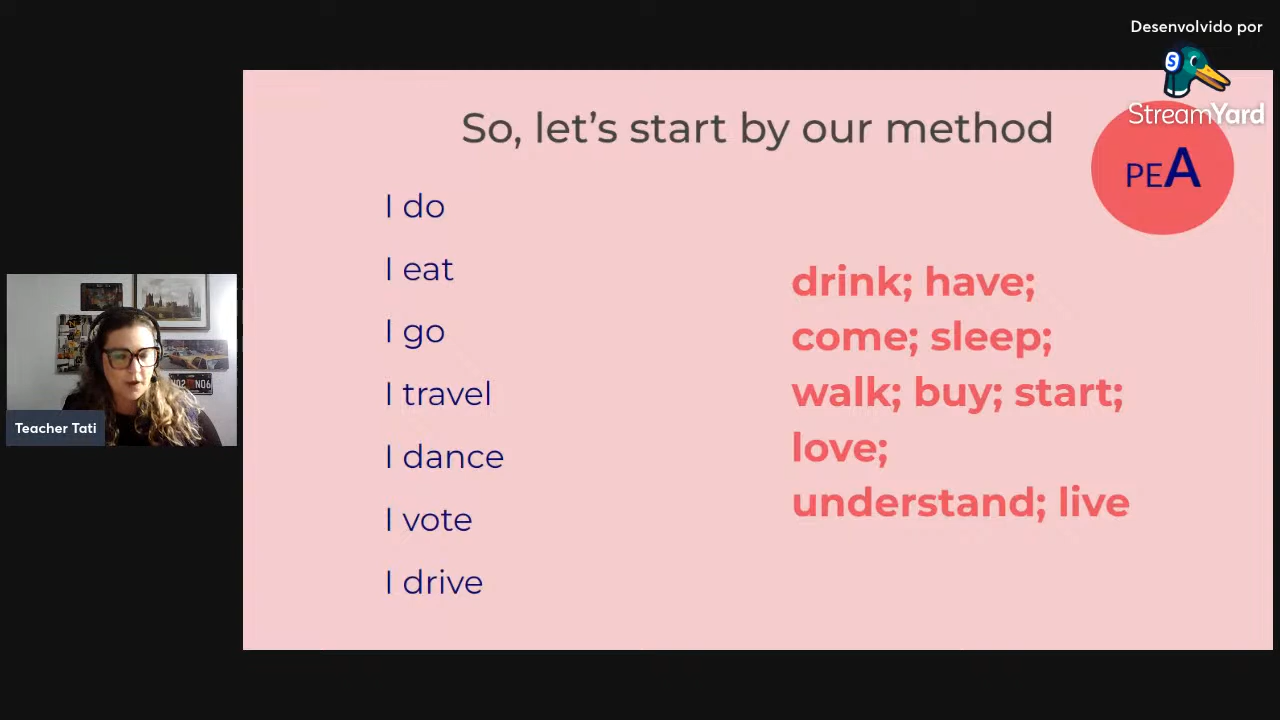 Desenvolvido por
StreamYard
So, let's start by our method
PEA
I do
I eat
I go
I travel
I dance
I vote
I drive
drink; have;
come; sleep;
walk; buy; start;
love;
understand; live
Teacher Tati